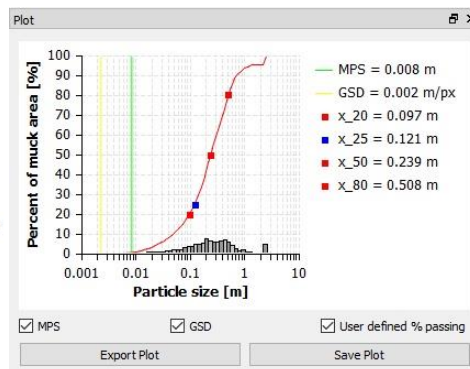 Plot
100
90
80
70
60
50
40
30
20
10
0
Percent of muck area [%]
0.001 0.01 0.1 1 10
Particle size [m]
MPS = 0.008 m
GSD = 0.002 m/px
x_20 = 0.097 m
x_25 = 0.121 m
x_50 = 0.239 m
x_80 = 0.508 m
MPS GSD User defined % passing
Export Plot Save Plot